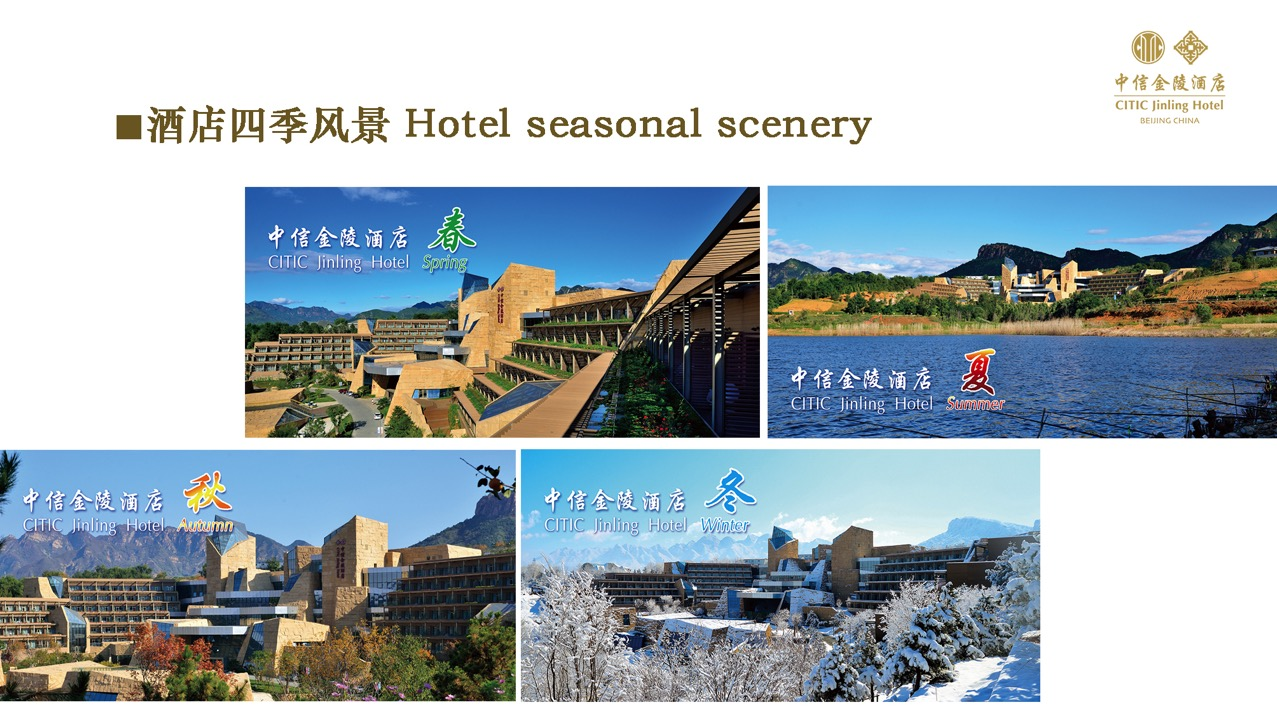 中信金陵酒店
CITIC Jinling Hotel
BEIJING CHINA
■酒店四季风景 Hotel seasonal scenery
中信金陵酒店 春
CITIC Jinling Hotel Spring
中信金陵酒店 夏
CITIC Jinling Hotel Summer
中信金陵酒店 秋
CITIC Jinling Hotel Autumn
中信金陵酒店 冬
CITIC Jinling Hotel Winter